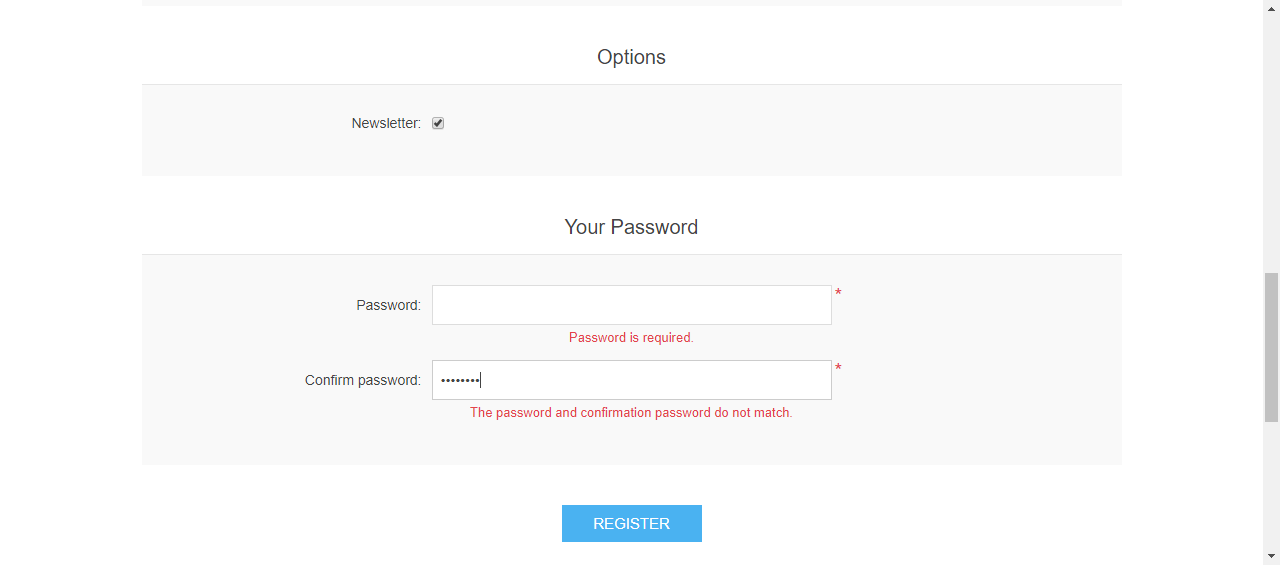 Options
Newsletter:
Your Password
Password: *
Password is required.
Confirm password: •••••••• *
The password and confirmation password do not match.
REGISTER